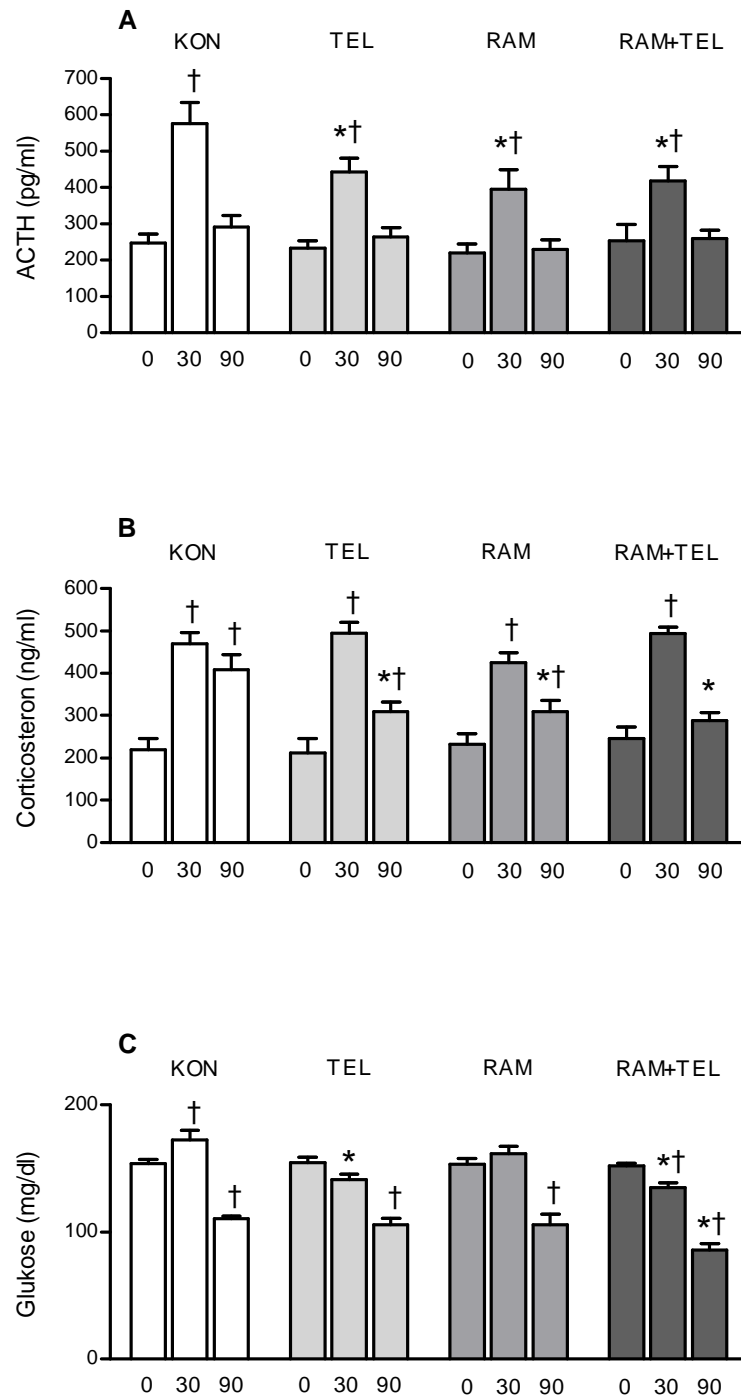 A
KON TEL RAM RAM+TEL
ACTH (pg/ml)
700
600
500
400
300
200
100
0
† *† *† *†
0 30 90 0 30 90 0 30 90 0 30 90
B
KON TEL RAM RAM+TEL
Corticosteron (ng/ml)
600
500
400
300
200
100
0
† † † *† † *† † *
0 30 90 0 30 90 0 30 90 0 30 90
C
KON TEL RAM RAM+TEL
Glukose (mg/dl)
200
100
0
† † * † † *† *†
0 30 90 0 30 90 0 30 90 0 30 90